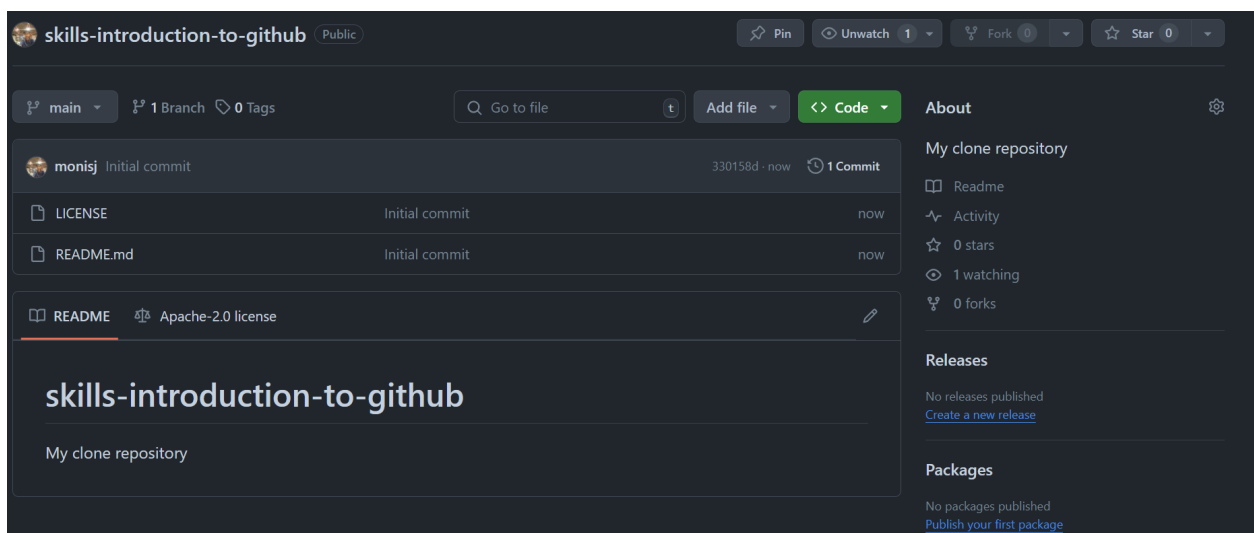 skills-introduction-to-github Public Pin Unwatch 1 Fork 0 Star 0
main 1 Branch 0 Tags Go to file t Add file <> Code
monisj Initial commit 330158d · now 1 Commit
LICENSE Initial commit now
README.md Initial commit now
README Apache-2.0 license
skills-introduction-to-github
My clone repository
About
My clone repository
Readme
Activity
0 stars
1 watching
0 forks
Releases
No releases published
Create a new release
Packages
No packages published
Publish your first package